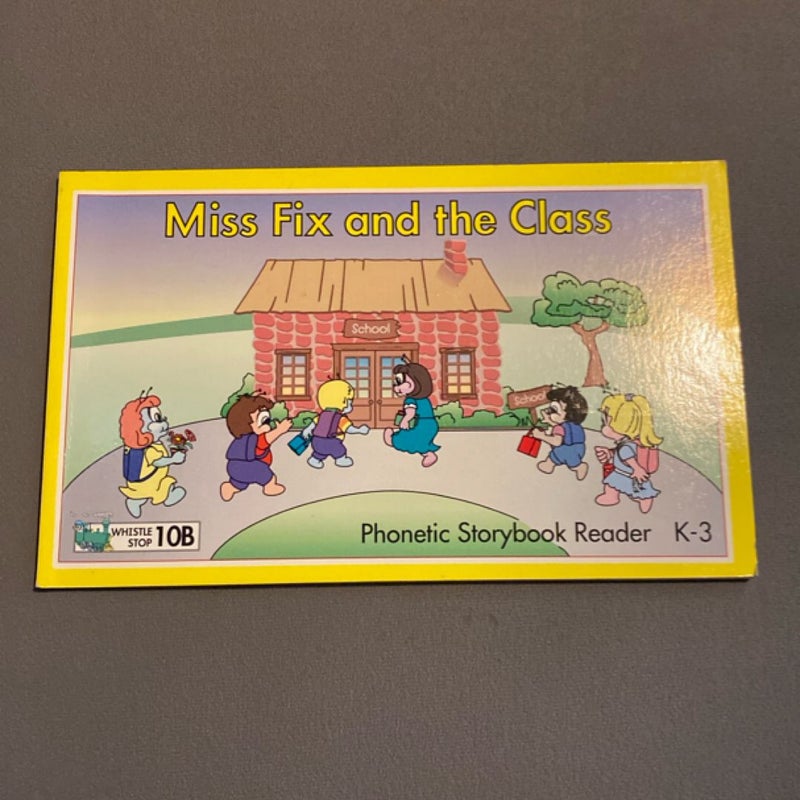 Miss Fix and the Class
School
School
WHISTLE
STOP 10B
Phonetic Storybook Reader K-3